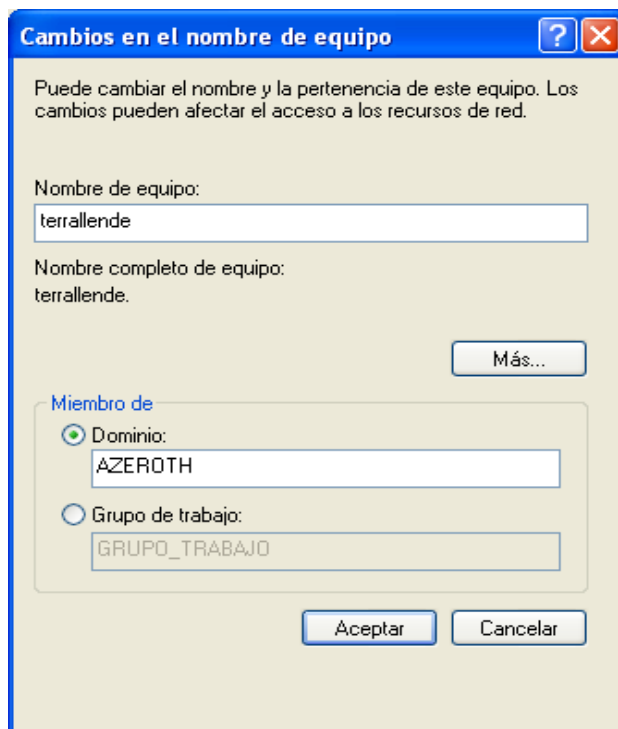 Cambios en el nombre de equipo
Puede cambiar el nombre y la pertenencia de este equipo. Los
cambios pueden afectar el acceso a los recursos de red.
Nombre de equipo:
terrallende
Nombre completo de equipo:
terrallende.
Más...
Miembro de
Dominio:
AZEROTH
Grupo de trabajo:
GRUPO_TRABAJO
Aceptar
Cancelar